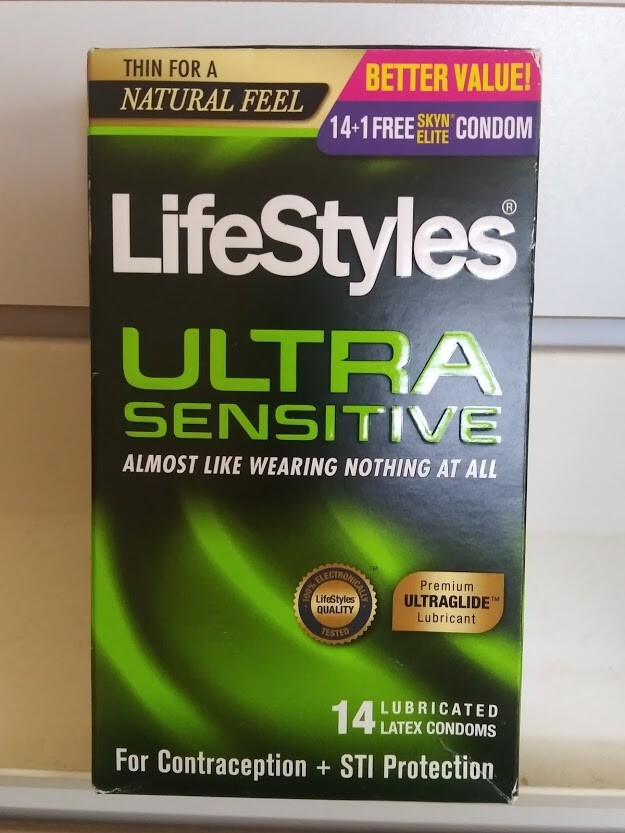 THIN FOR A
NATURAL FEEL
BETTER VALUE!
14+1 FREE SKYN® ELITE CONDOM
LifeStyles®
ULTRA
SENSITIVE
ALMOST LIKE WEARING NOTHING AT ALL
100% ELECTRONICALLY
LifeStyles
QUALITY
TESTED
™
Premium
ULTRAGLIDE™
Lubricant
14 LUBRICATED
LATEX CONDOMS
For Contraception + STI Protection